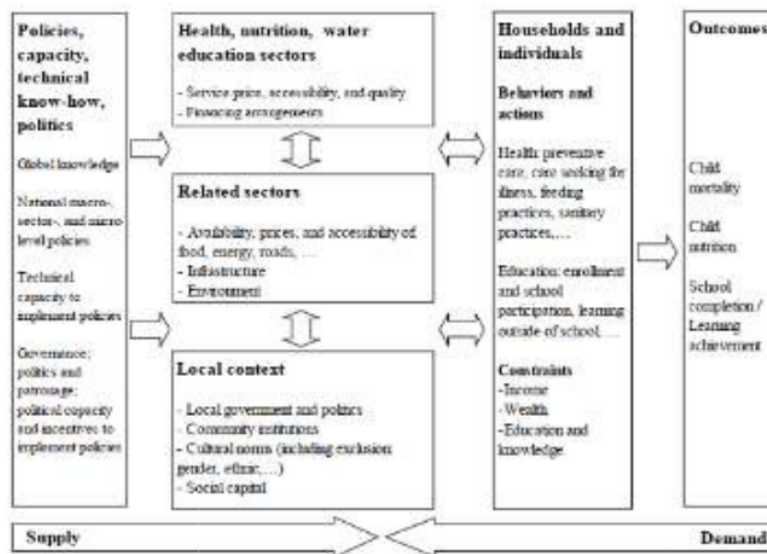 Policies,
capacity,
technical
know-how,
politics
Global knowledge
National macro-,
sector-, and micro-
level policies
Technical
capacity to
implement policies
Governance;
politics and
patronage;
political capacity
and incentives to
implement policies
Health, nutrition, water
education sectors
- Service price, accessibility, and quality
- Financing arrangements
Related sectors
- Availability, prices, and accessibility of
food, energy, roads, ….
- Infrastructure
- Environment
Local context
- Local government and politics
- Community institutions
- Cultural norms (including exclusion:
gender, ethnic,…)
- Social capital
Households and
individuals
Behaviors and
actions
Health: preventive
care, care seeking for
illness, feeding
practices, sanitary
practices,…
Education: enrollment
and school
participation, learning
outside of school,….
Constraints
-Income
-Wealth
-Education and
knowledge
Outcomes
Child
mortality
Child
nutrition
School
completion /
Learning
achievement
Supply
Demand